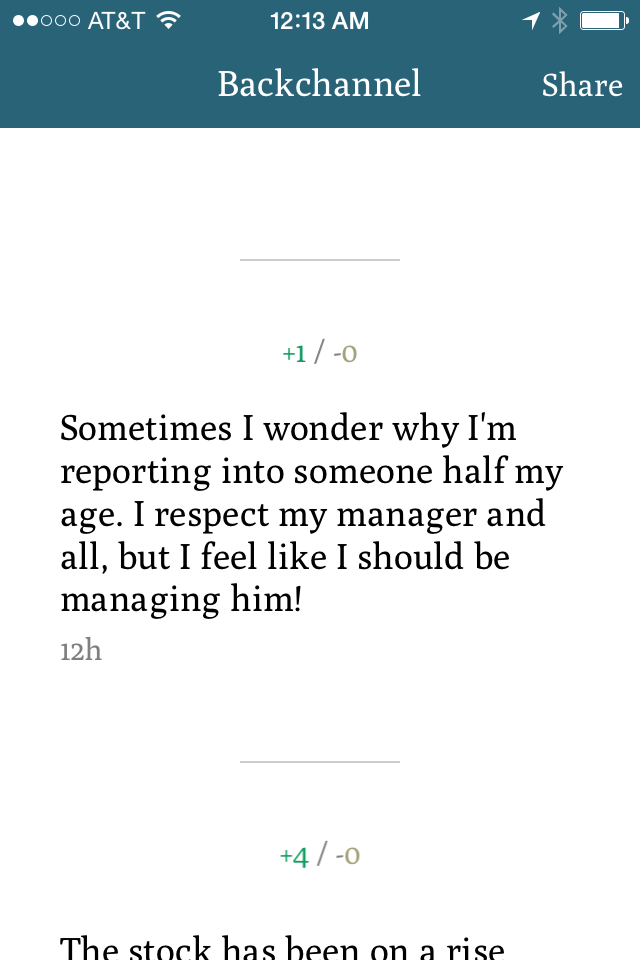 AT&T 12:13 AM
Backchannel Share
+1 / -0
Sometimes I wonder why I'm
reporting into someone half my
age. I respect my manager and
all, but I feel like I should be
managing him!
12h
+4 / -0
The stock has been on a rise